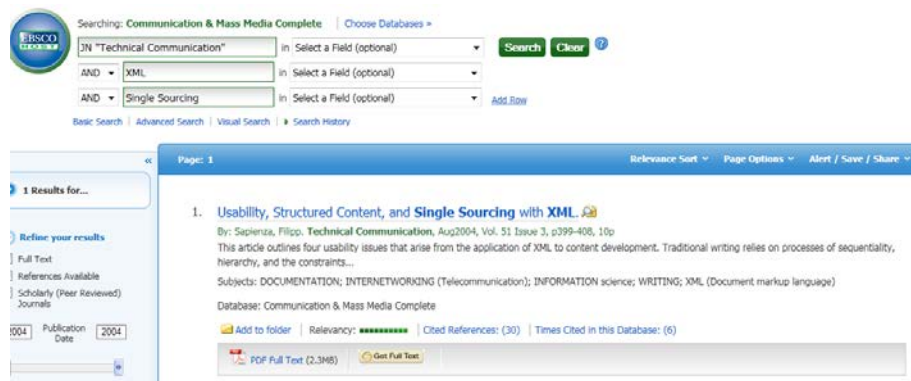 EBSCO
HOST
Searching: Communication & Mass Media Complete | Choose Databases »
JN "Technical Communication" in Select a Field (optional) Search Clear ?
AND XML in Select a Field (optional)
AND Single Sourcing in Select a Field (optional) Add Row
Basic Search | Advanced Search | Visual Search | Search History
« Page: 1 Relevance Sort Page Options Alert / Save / Share
1 Results for...
Refine your results
Full Text
References Available
Scholarly (Peer Reviewed)
Journals
2004 Publication Date 2004
»
1. Usability, Structured Content, and Single Sourcing with XML.
By: Sapienza, Filipp. Technical Communication, Aug2004, Vol. 51 Issue 3, p399-408, 10p
This article outlines four usability issues that arise from the application of XML to content development. Traditional writing relies on processes of sequentiality,
hierarchy, and the constraints...
Subjects: DOCUMENTATION; INTERNETWORKING (Telecommunication); INFORMATION science; WRITING; XML (Document markup language)
Database: Communication & Mass Media Complete
Add to folder | Relevancy: | Cited References: (30) | Times Cited in this Database: (6)
PDF Full Text (2.3MB) Get Full Text